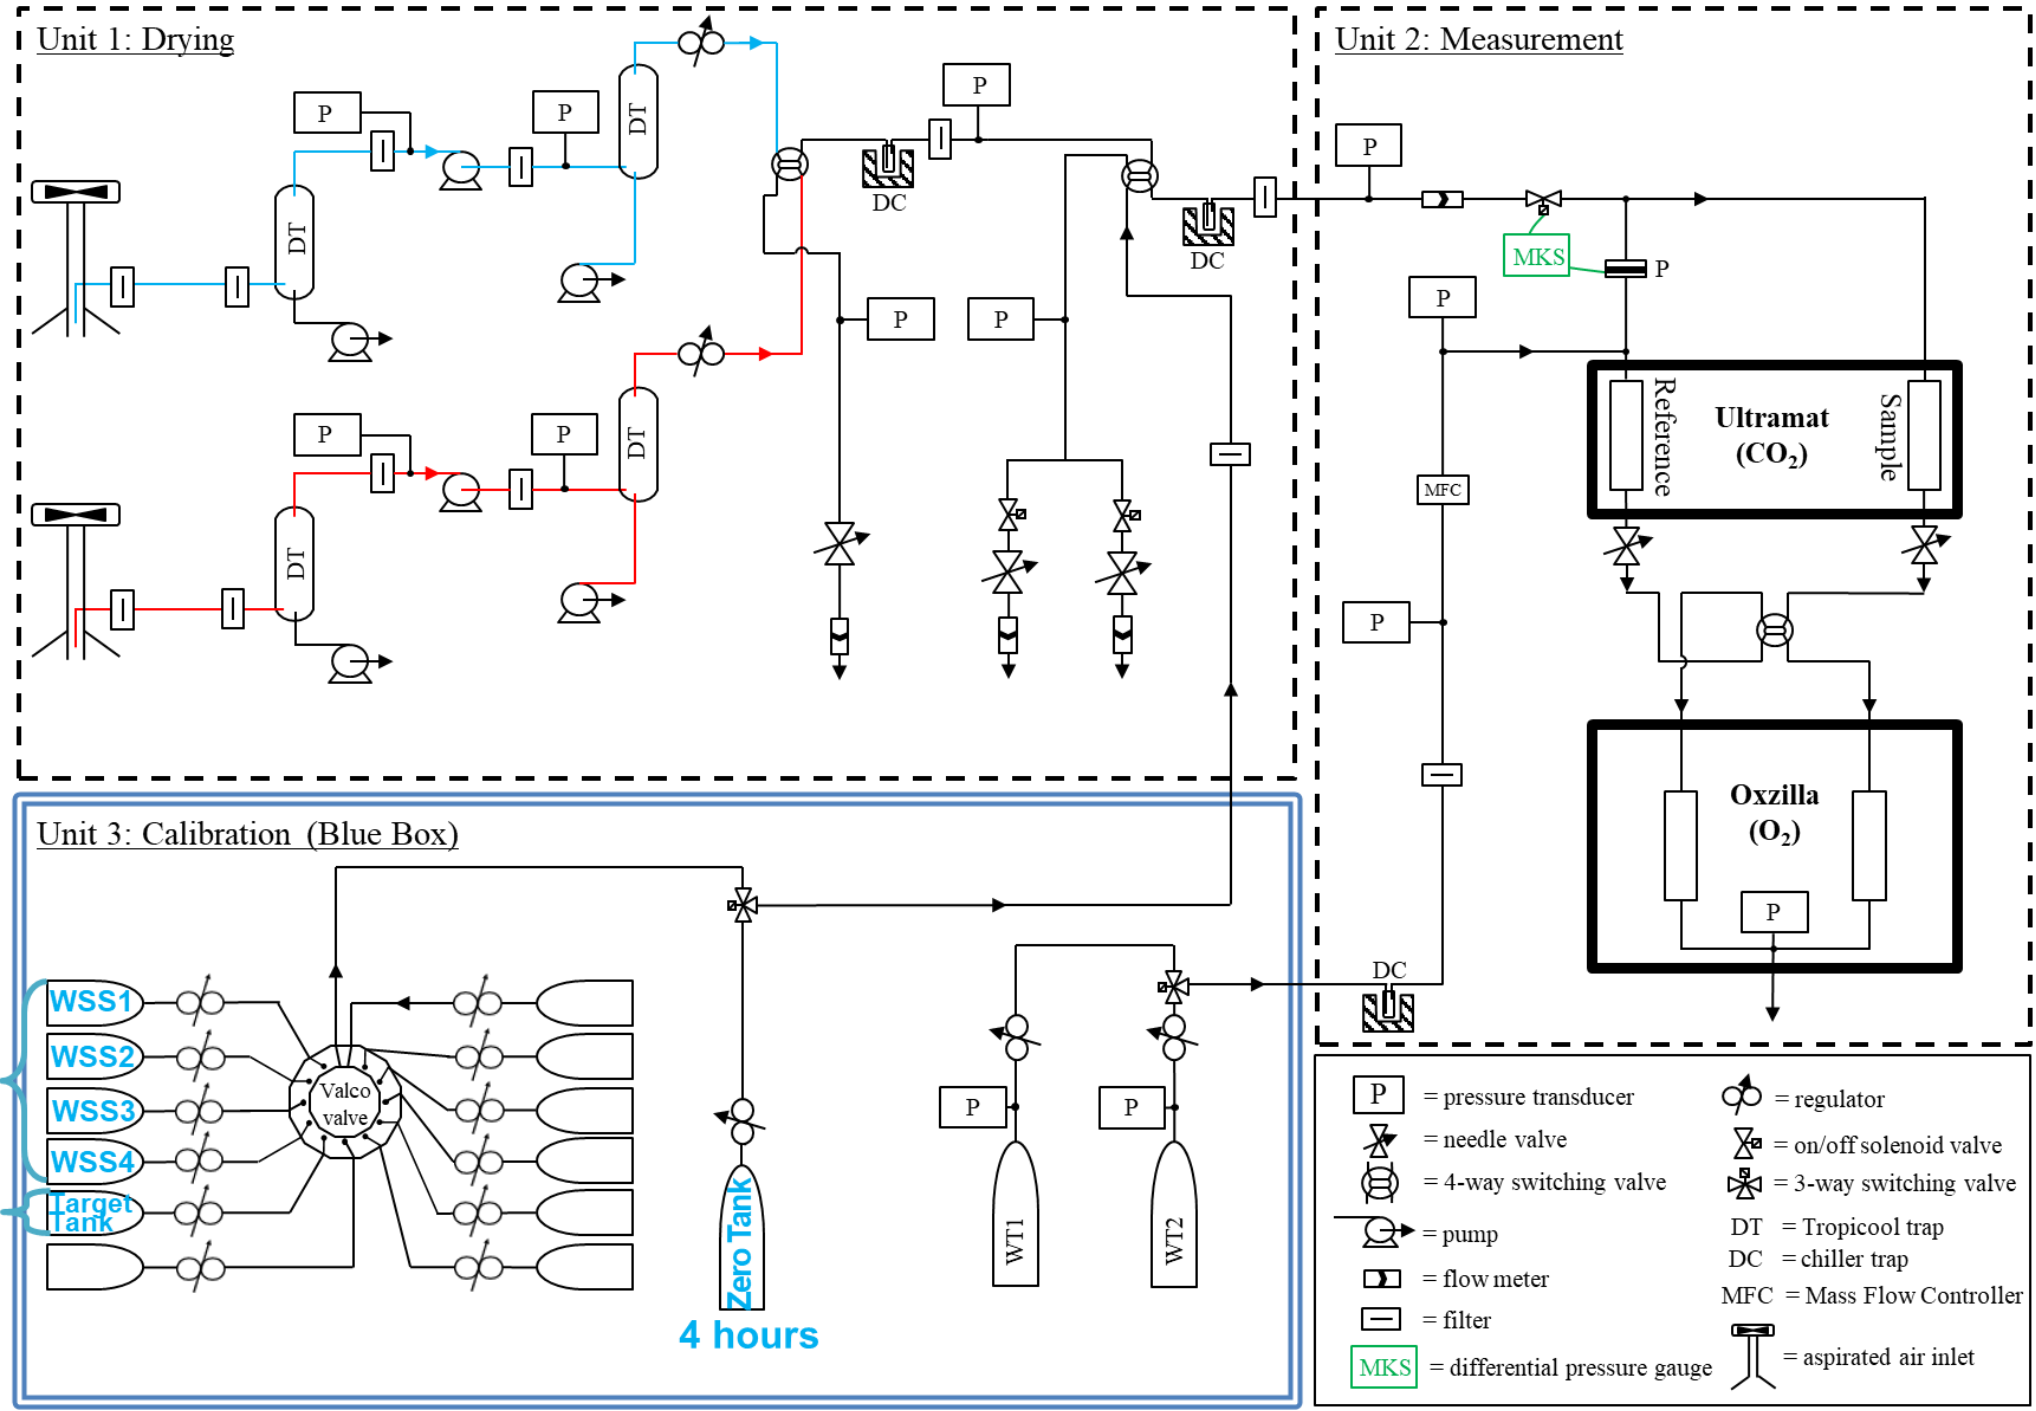 Unit 1: Drying
P
P
DT
DT
P
DC
DC
P
P
P
P
DT
DT
Unit 2: Measurement
P
MKS
P
P
Reference
Ultramat
(CO2)
Sample
MFC
P
Oxzilla
(O2)
P
DC
Unit 3: Calibration (Blue Box)
WSS1
WSS2
WSS3
WSS4
Target
Tank
Valco
valve
Zero Tank
4 hours
P
P
WT1
WT2
P = pressure transducer
= needle valve
= 4-way switching valve
= pump
= flow meter
= filter
MKS = differential pressure gauge
= regulator
= on/off solenoid valve
= 3-way switching valve
DT = Tropicool trap
DC = chiller trap
MFC = Mass Flow Controller
= aspirated air inlet